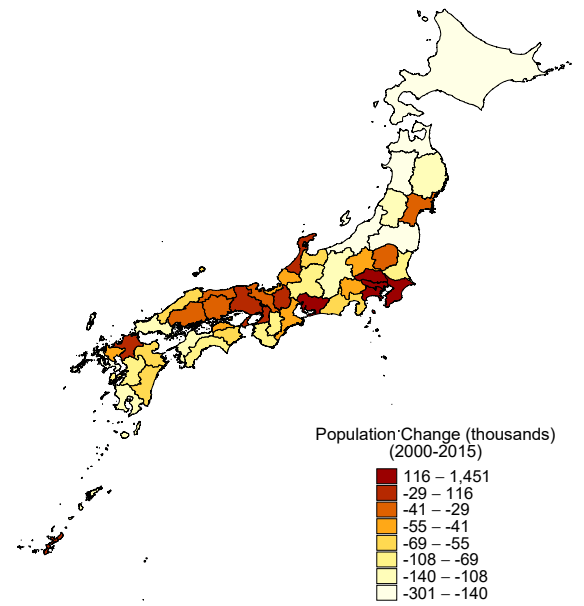 Population Change (thousands)
(2000-2015)
116 – 1,451
-29 – 116
-41 – -29
-55 – -41
-69 – -55
-108 – -69
-140 – -108
-301 – -140